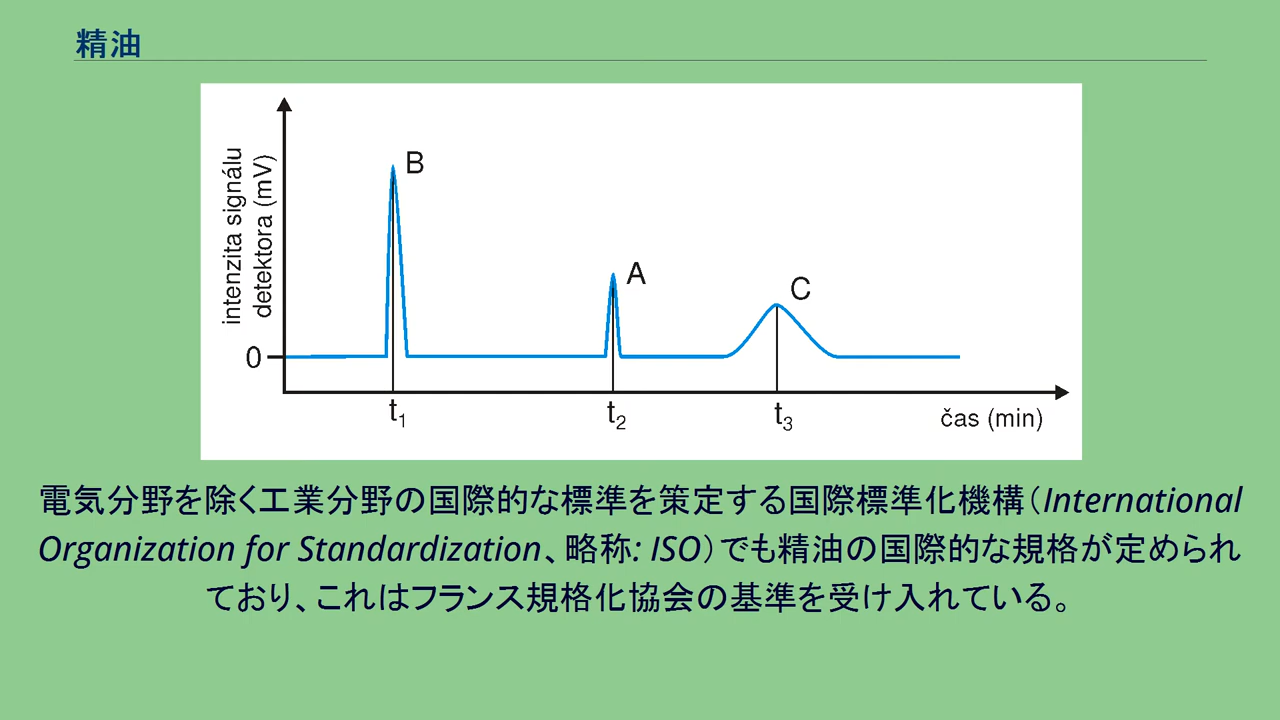 精油
intenzita signálu
detektora (mV)
B
A
C
0
t1
t2
t3
čas (min)
電気分野を除く工業分野の国際的な標準を策定する国際標準化機構（International
Organization for Standardization、略称: ISO）でも精油の国際的な規格が定められ
ており、これはフランス規格化協会の基準を受け入れている。